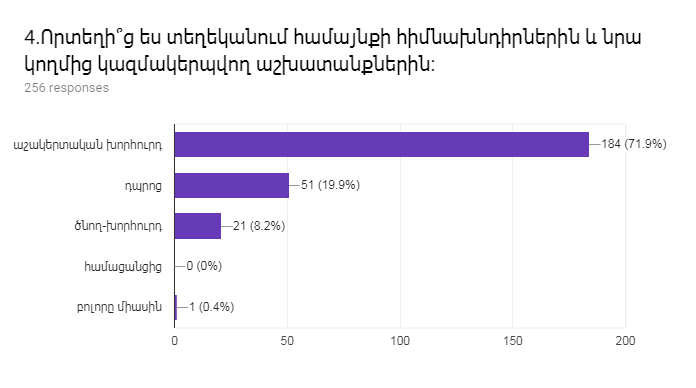 4.Որտեղի՞ց ես տեղեկանում համայնքի հիմնախնդիրներին և նրա
կողմից կազմակերպվող աշխատանքներին:
256 responses
աշակերտական խորհուրդ
184 (71.9%)
դպրոց
51 (19.9%)
ծնող-խորհուրդ
21 (8.2%)
համացանցից
0 (0%)
բոլորը միասին
1 (0.4%)
0
50
100
150
200